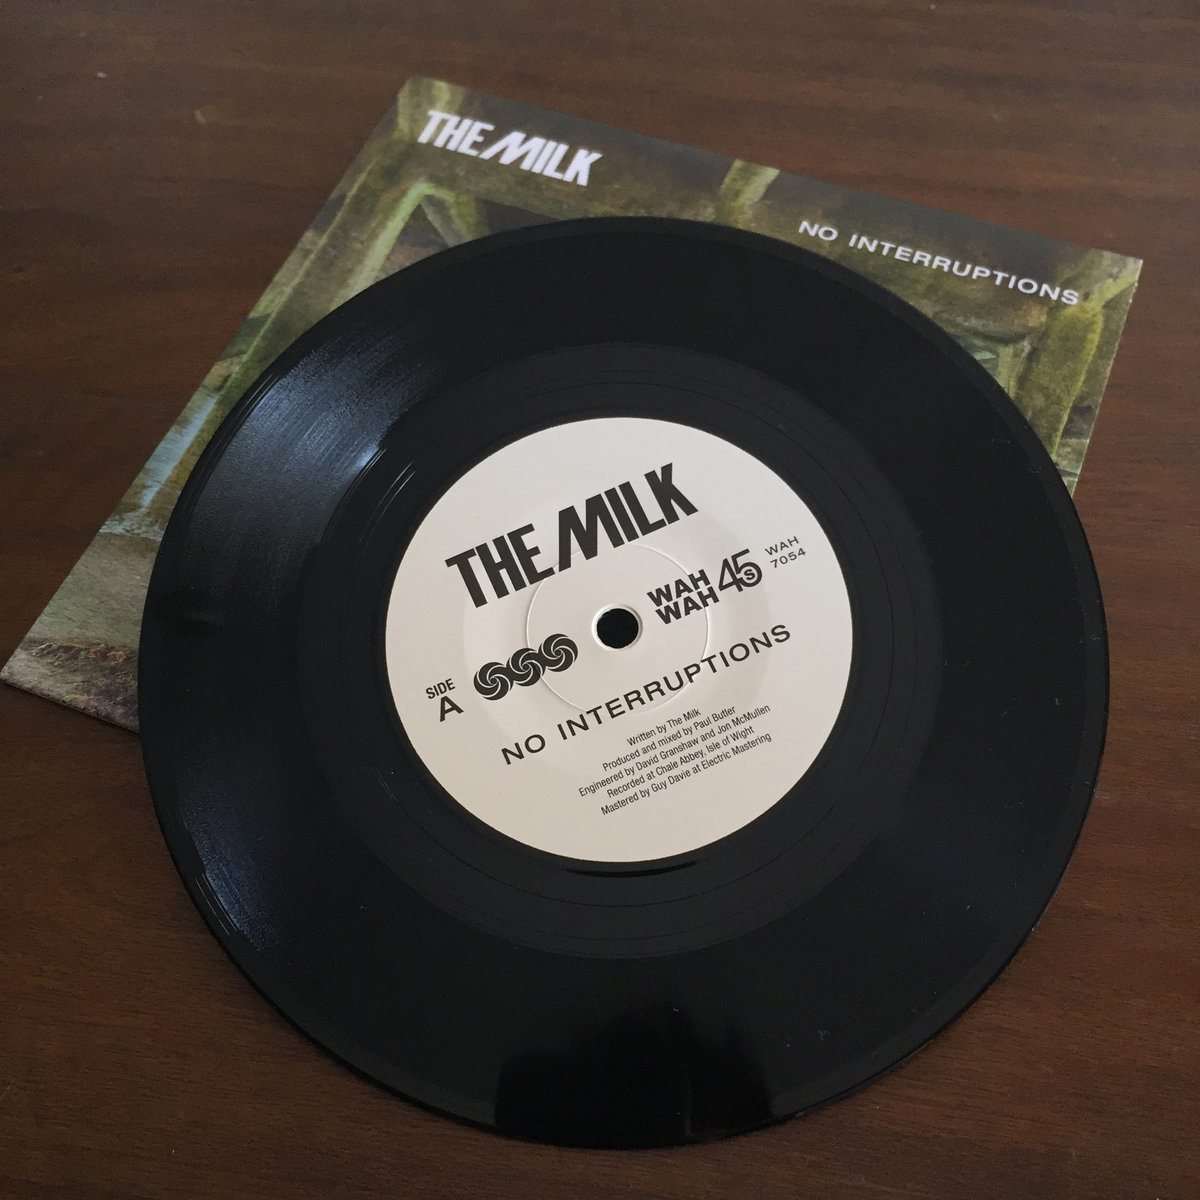 THE MILK
NO INTERRUPTIONS
THE MILK
WAH
WAH 45s
WAH
7054
SIDE
A
NO INTERRUPTIONS
Written by The Milk
Produced and mixed by Paul Butler
Engineered by David Granshaw and Jon McMullen
Recorded at Chale Abbey, Isle of Wight
Mastered by Guy Davie at Electric Mastering